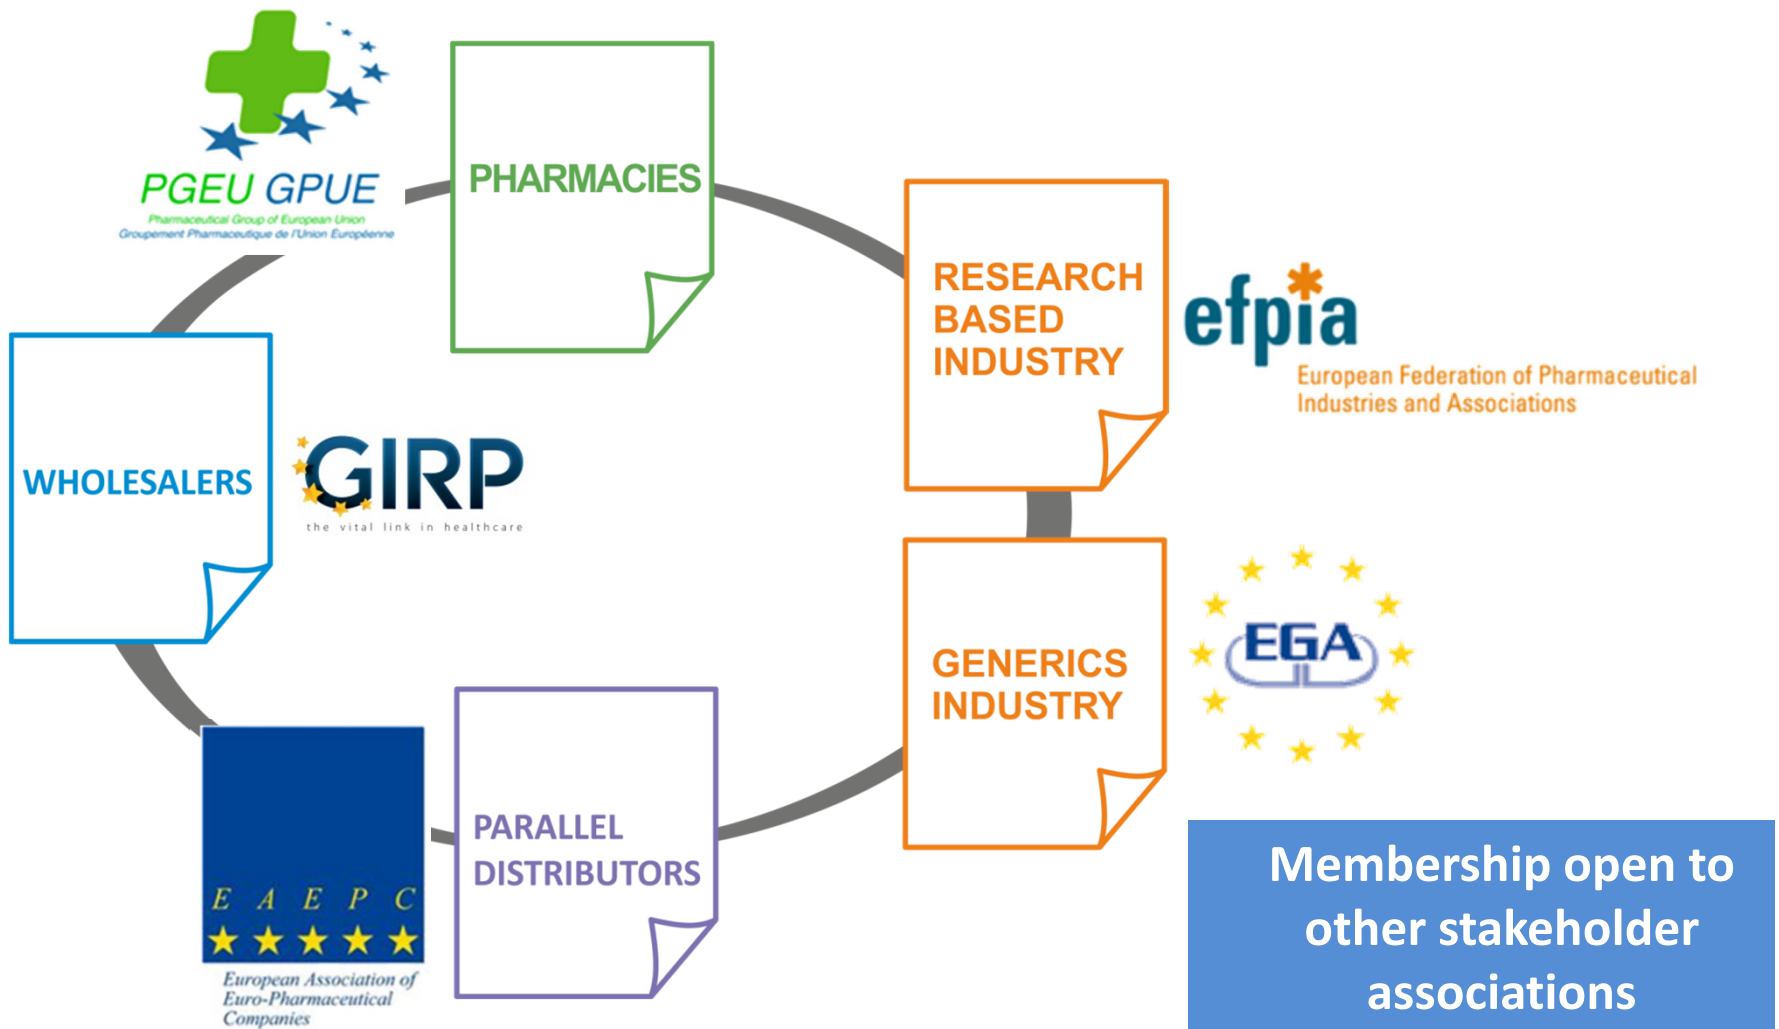 PGEU GPUE
Pharmaceutical Group of European Union
Groupement Pharmaceutique de l'Union Européenne
PHARMACIES
RESEARCH
BASED
INDUSTRY
efpia
European Federation of Pharmaceutical
Industries and Associations
WHOLESALERS
GIRP
the vital link in healthcare
GENERICS
INDUSTRY
EGA
PARALLEL
DISTRIBUTORS
E A E P C
European Association of
Euro-Pharmaceutical
Companies
Membership open to
other stakeholder
associations